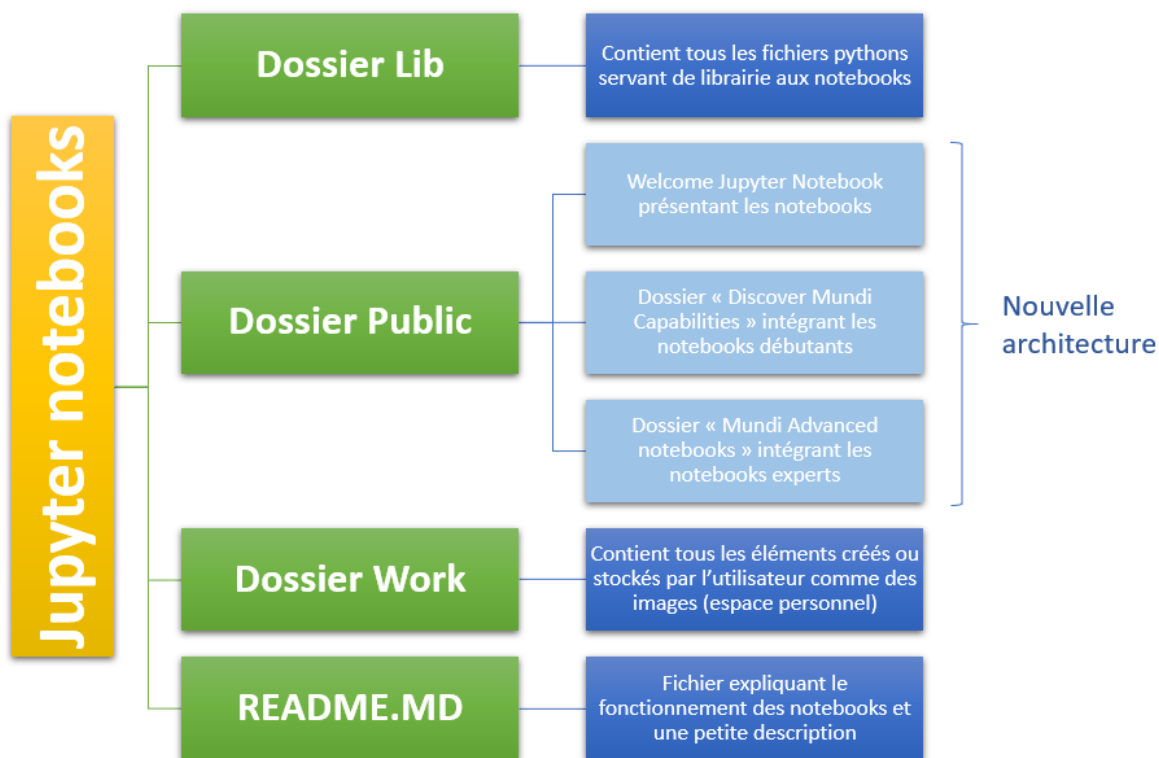 Jupyter notebooks
Dossier Lib
Contient tous les fichiers pythons
servant de librairie aux notebooks
Dossier Public
Welcome Jupyter Notebook
présentant les notebooks
Dossier « Discover Mundi
Capabilities » intégrant les
notebooks débutants
Dossier « Mundi Advanced
notebooks » intégrant les
notebooks experts
Nouvelle
architecture
Dossier Work
Contient tous les éléments créés ou
stockés par l’utilisateur comme des
images (espace personnel)
README.MD
Fichier expliquant le
fonctionnement des notebooks et
une petite description